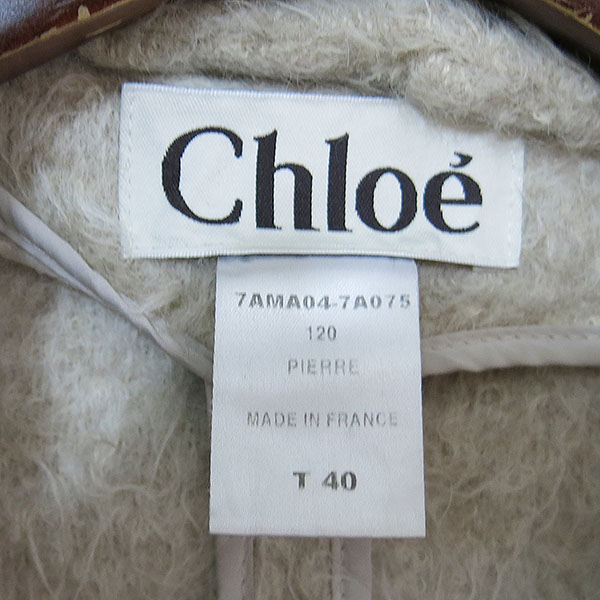 Chloé
7AMA04-7A075
120
PIERRE
MADE IN FRANCE
T 40